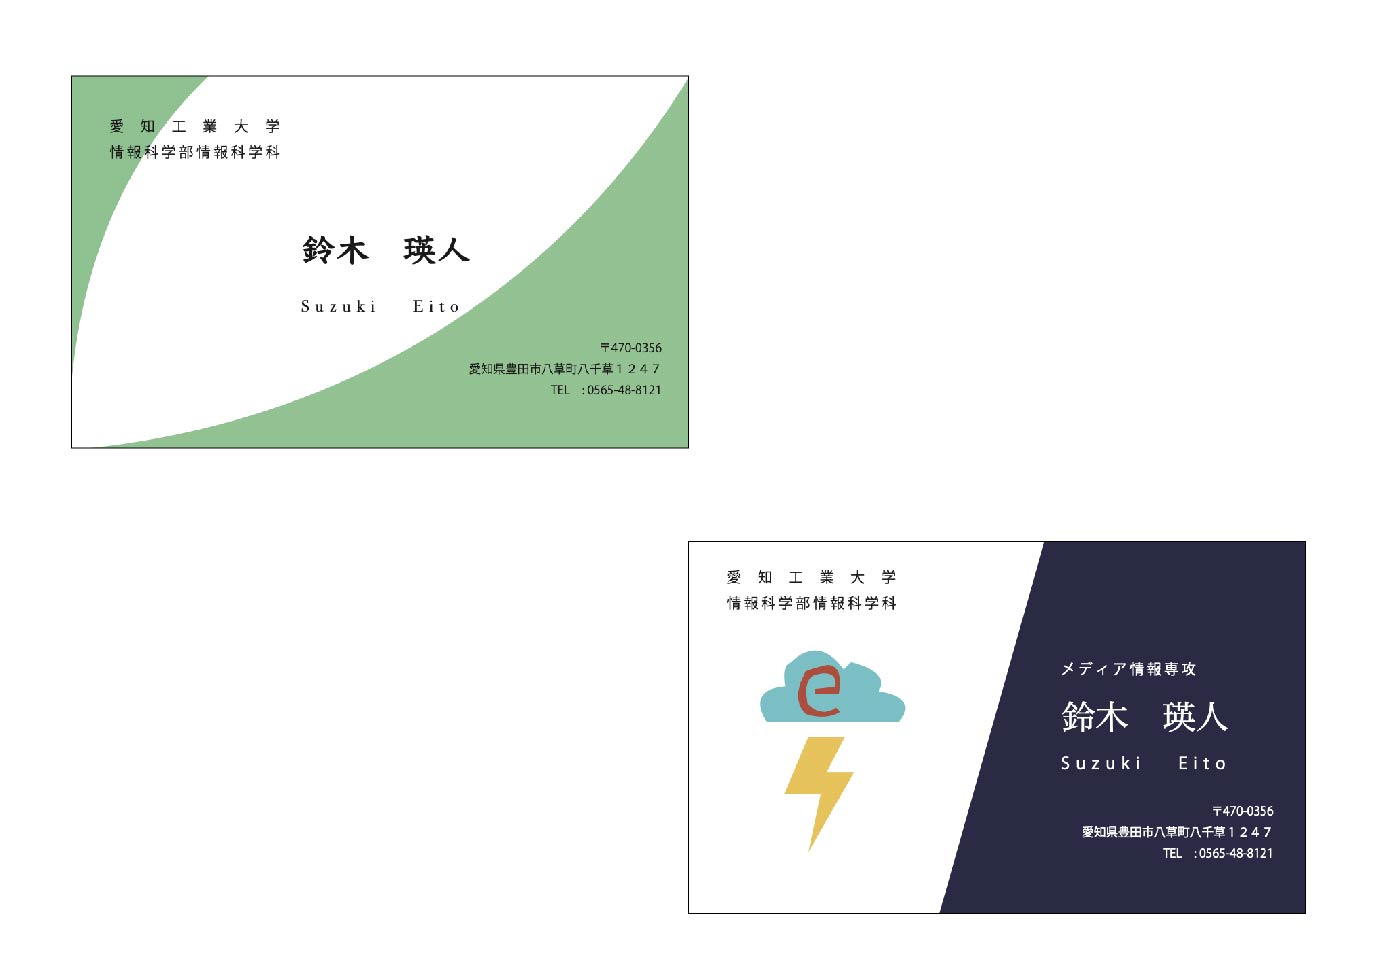 愛　知　工　業　大　学
情報科学部情報科学科
鈴木　瑛人
Suzuki　Eito
〒470-0356
愛知県豊田市八草町八千草１２４７
TEL　: 0565-48-8121
愛　知　工　業　大　学
情報科学部情報科学科
e
メディア情報専攻
鈴木　瑛人
Suzuki　Eito
〒470-0356
愛知県豊田市八草町八千草１２４７
TEL　: 0565-48-8121